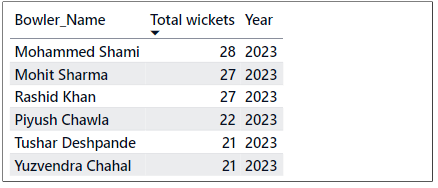 Bowler_Name Total wickets Year
Mohammed Shami 28 2023
Mohit Sharma 27 2023
Rashid Khan 27 2023
Piyush Chawla 22 2023
Tushar Deshpande 21 2023
Yuzvendra Chahal 21 2023